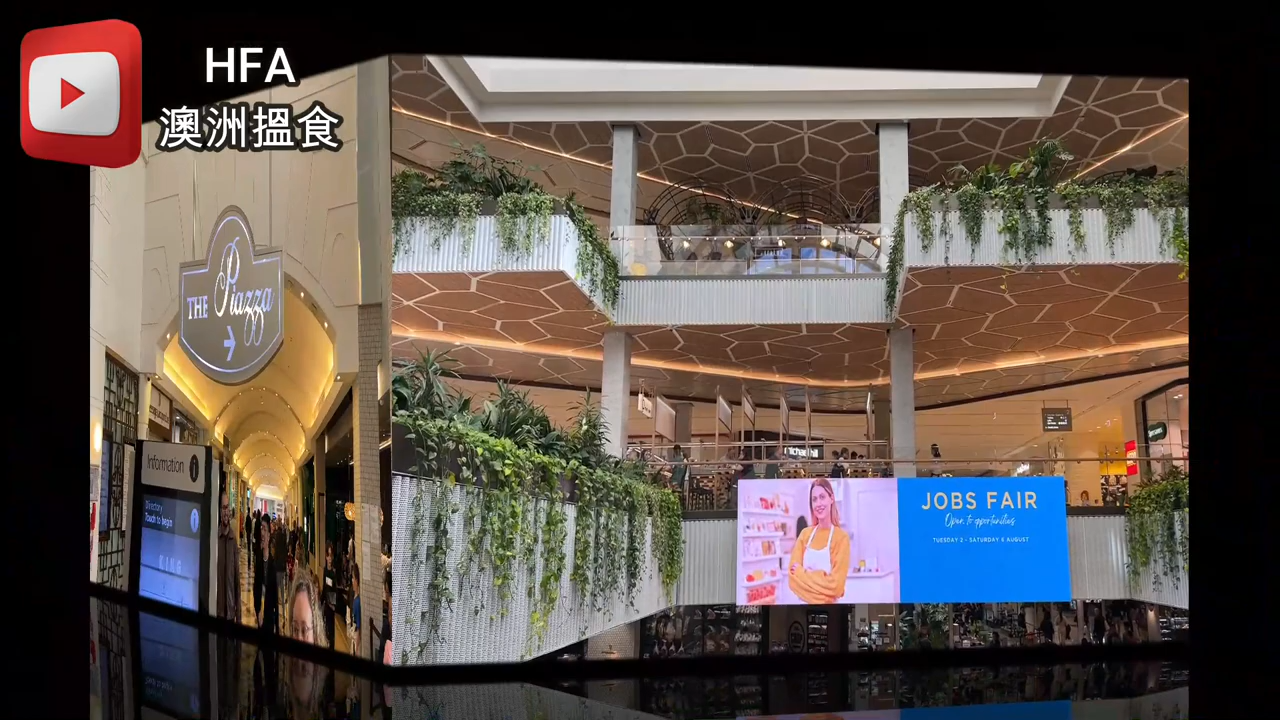 HFA
澳洲搵食
THE Piazza
Information i
Directory
Touch to begin
JOBS FAIR
Open to opportunities
TUESDAY 2 - SATURDAY 6 AUGUST